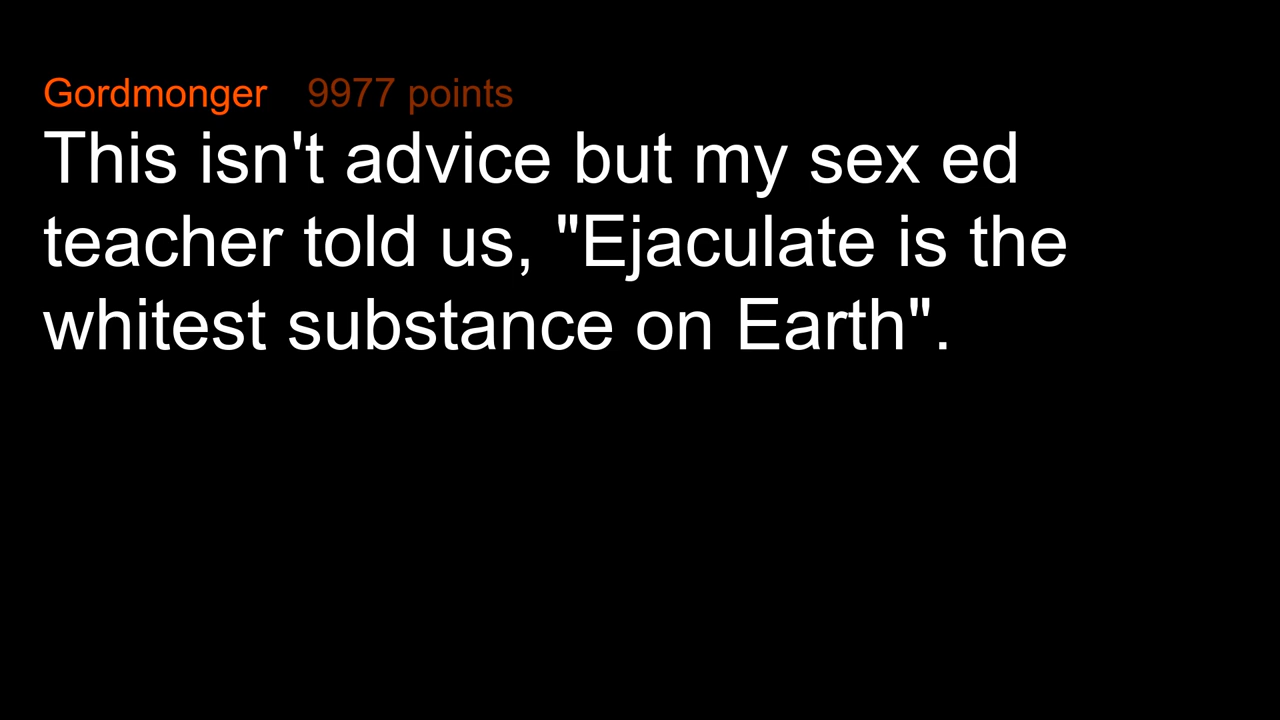 Gordmonger 9977 points
This isn't advice but my sex ed
teacher told us, "Ejaculate is the
whitest substance on Earth".